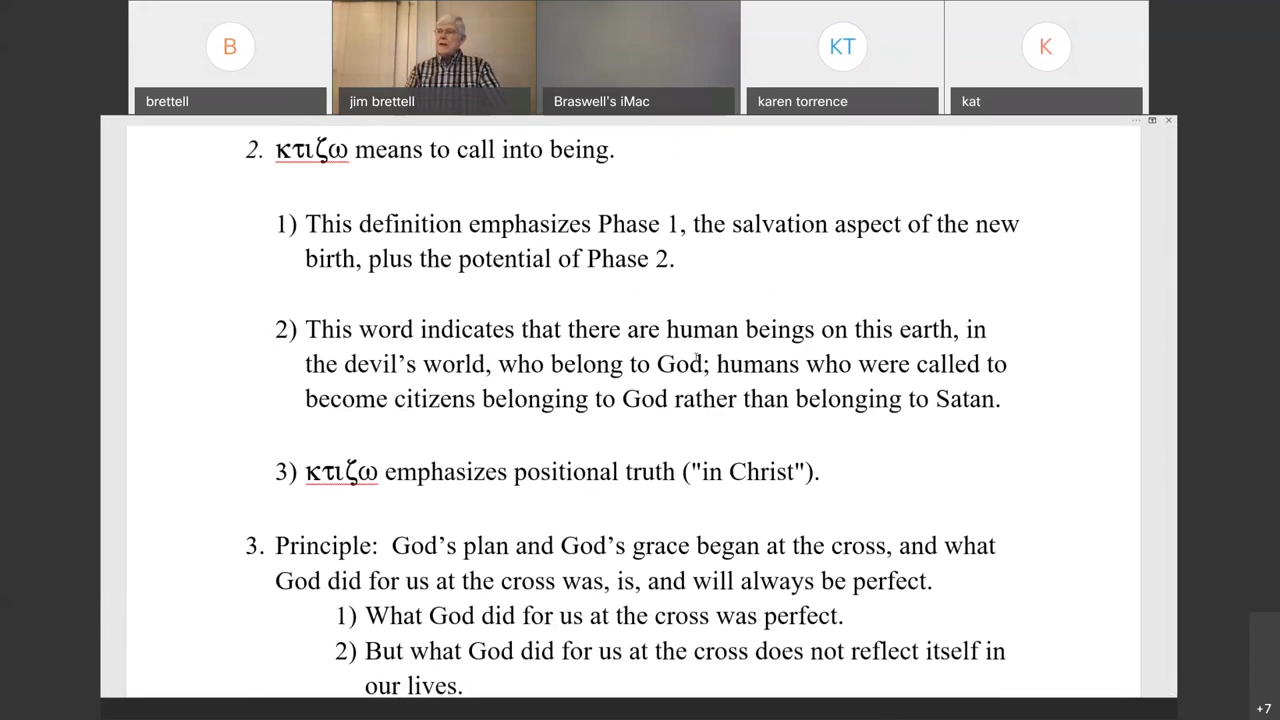 B
KT
K
brettell
jim brettell
Braswell's iMac
karen torrence
kat
2. κτιζω means to call into being.
1) This definition emphasizes Phase 1, the salvation aspect of the new
birth, plus the potential of Phase 2.
2) This word indicates that there are human beings on this earth, in
the devil’s world, who belong to God; humans who were called to
become citizens belonging to God rather than belonging to Satan.
3) κτιζω emphasizes positional truth ("in Christ").
3. Principle:  God’s plan and God’s grace began at the cross, and what
God did for us at the cross was, is, and will always be perfect.
1) What God did for us at the cross was perfect.
2) But what God did for us at the cross does not reflect itself in
our lives.
+7